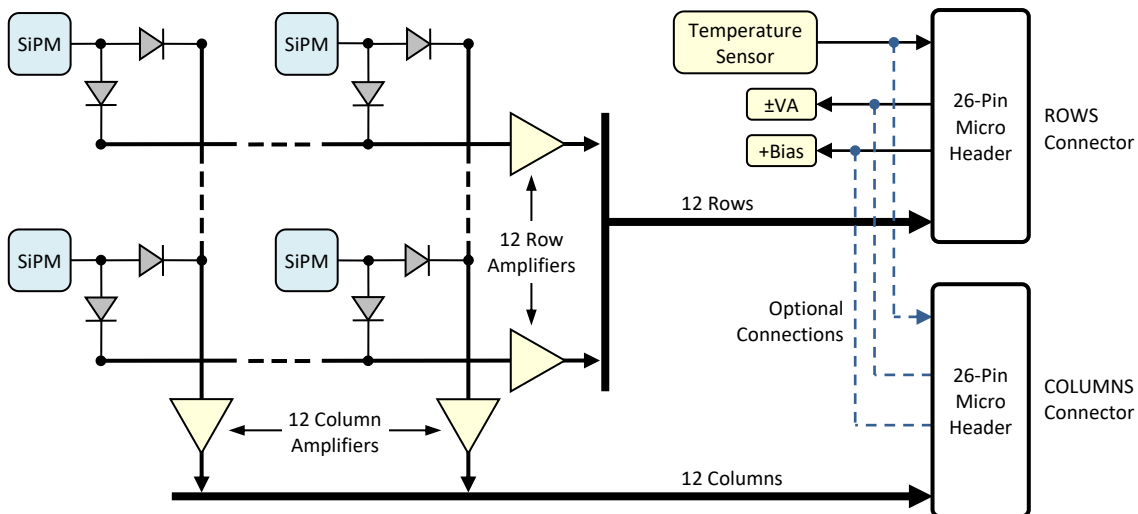 SiPM
SiPM
Temperature
Sensor
±VA
+Bias
26-Pin
Micro
Header
ROWS
Connector
12 Rows
12 Row
Amplifiers
SiPM
SiPM
Optional
Connections
26-Pin
Micro
Header
COLUMNS
Connector
12 Column
Amplifiers
12 Columns